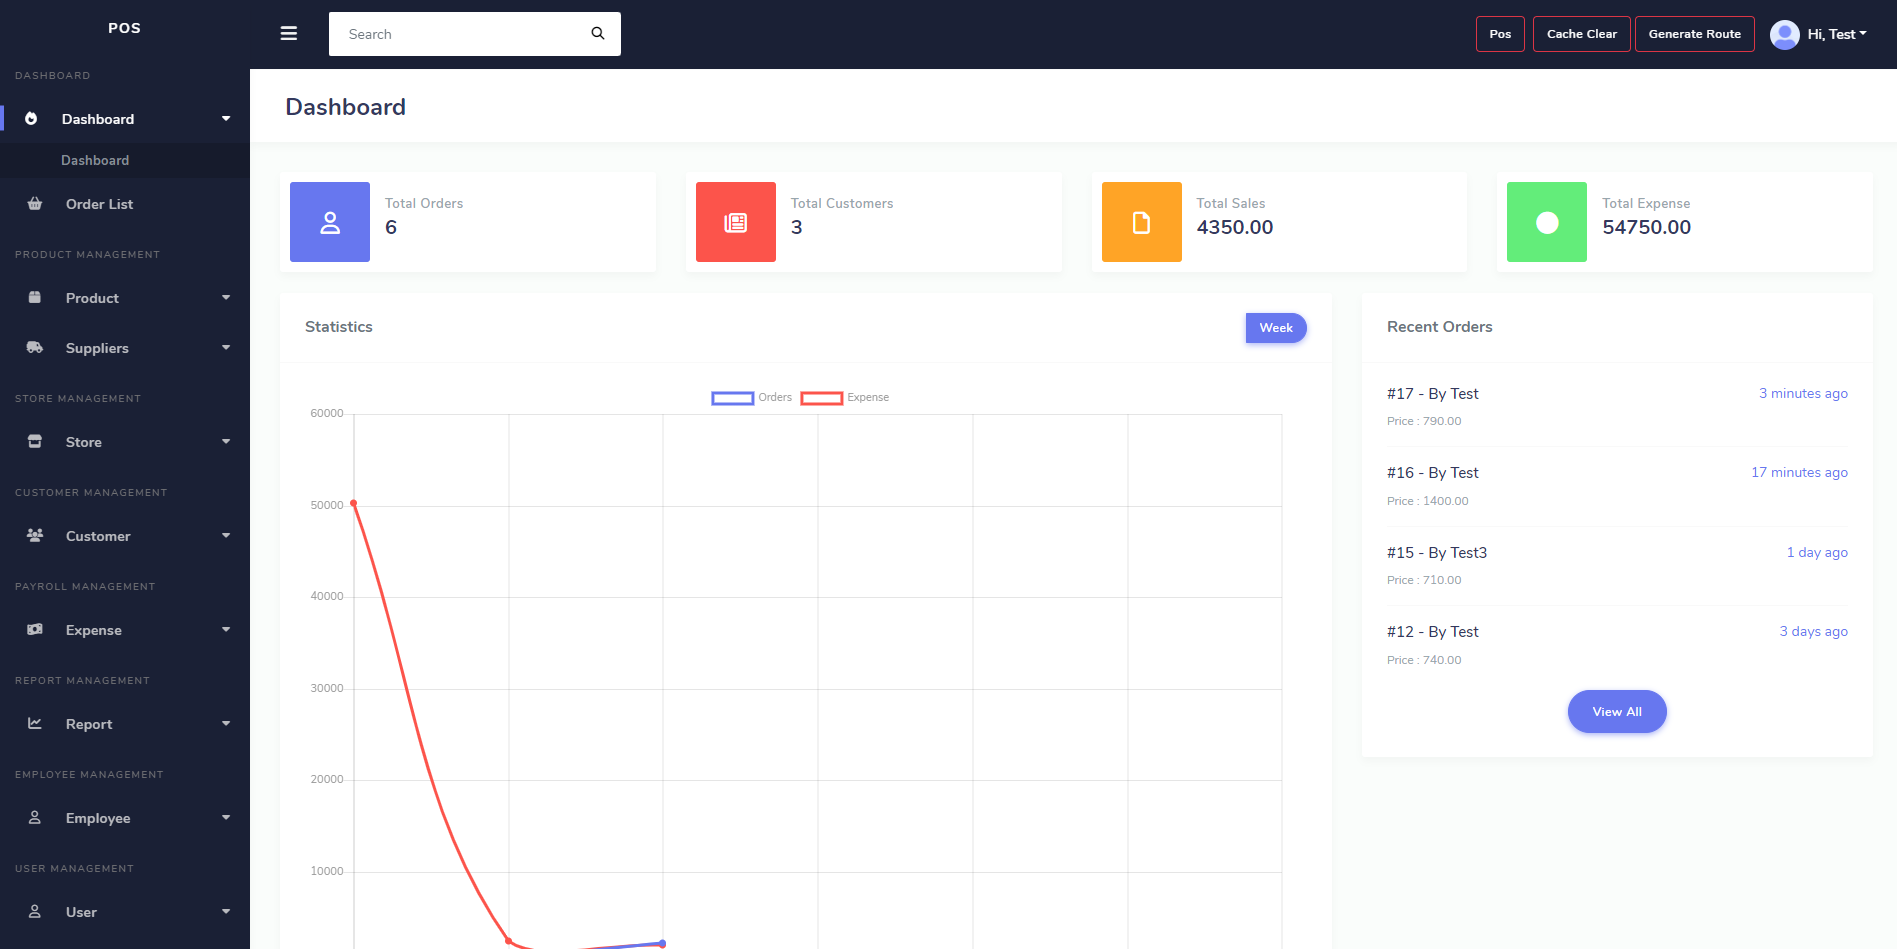 POS
DASHBOARD
Dashboard
Dashboard
Order List
PRODUCT MANAGEMENT
Product
Suppliers
STORE MANAGEMENT
Store
CUSTOMER MANAGEMENT
Customer
PAYROLL MANAGEMENT
Expense
REPORT MANAGEMENT
Report
EMPLOYEE MANAGEMENT
Employee
USER MANAGEMENT
User
Search
Pos
Cache Clear
Generate Route
Hi, Test
Dashboard
Total Orders
6
Total Customers
3
Total Sales
4350.00
Total Expense
54750.00
Statistics
Week
Orders
Expense
60000
50000
40000
30000
20000
10000
Recent Orders
#17 - By Test
3 minutes ago
Price : 790.00
#16 - By Test
17 minutes ago
Price : 1400.00
#15 - By Test3
1 day ago
Price : 710.00
#12 - By Test
3 days ago
Price : 740.00
View All